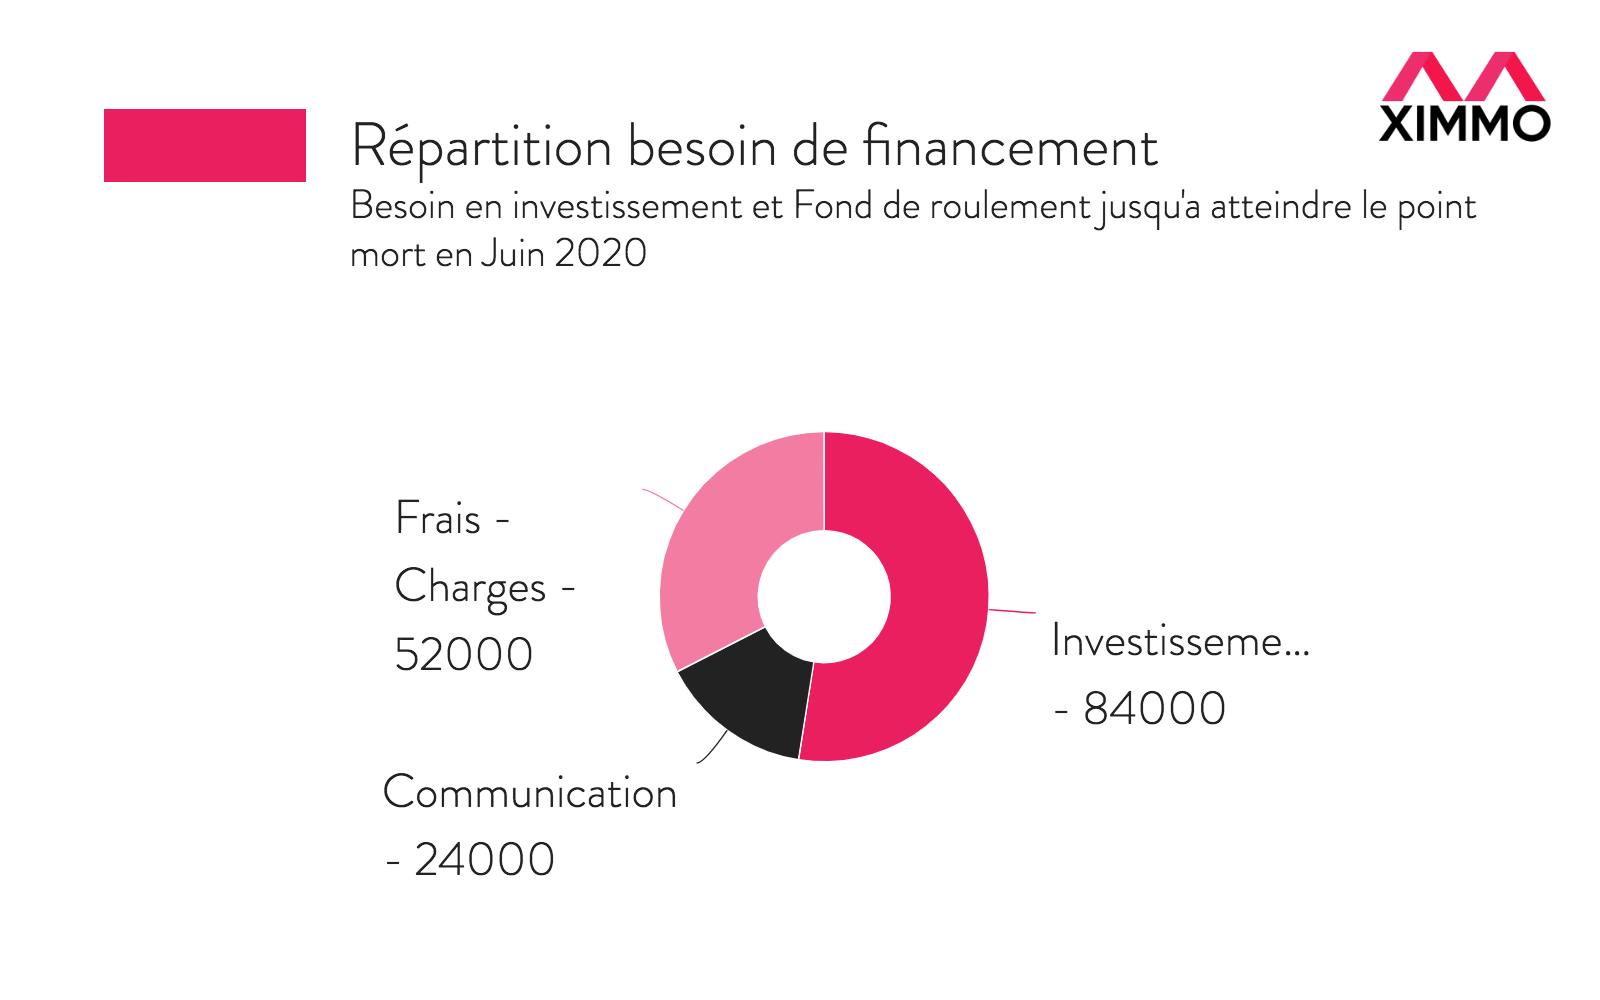 XIMMO
Répartition besoin de financement
Besoin en investissement et Fond de roulement jusqu'a atteindre le point
mort en Juin 2020
Frais -
Charges -
52000
Investisseme...
- 84000
Communication
- 24000